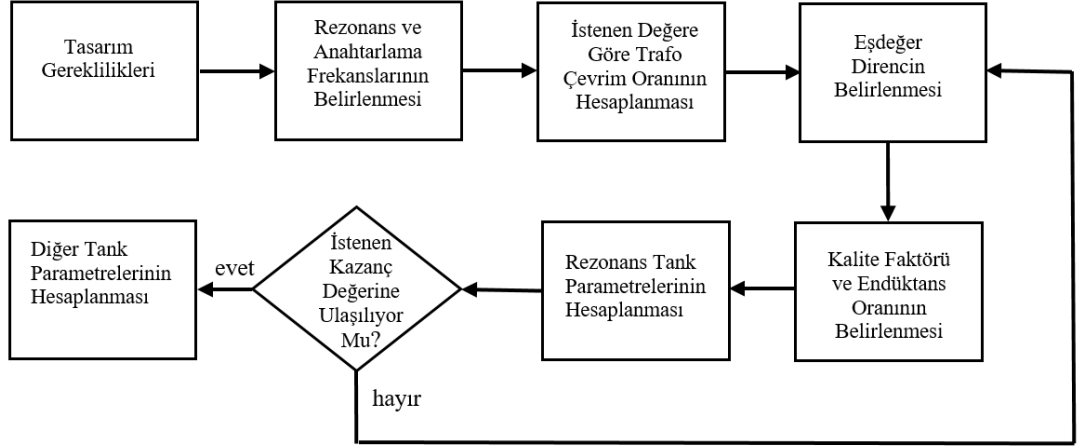 Tasarım
Gereklilikleri
Rezonans ve
Anahtarlama
Frekanslarının
Belirlenmesi
İstenen Değere
Göre Trafo
Çevrim Oranının
Hesaplanması
Eşdeğer
Direncin
Belirlenmesi
Kalite Faktörü
ve Endüktans
Oranının
Belirlenmesi
Rezonans Tank
Parametrelerinin
Hesaplanması
İstenen
Kazanç
Değerine
Ulaşılıyor
Mu?
evet
Diğer Tank
Parametrelerinin
Hesaplanması
hayır